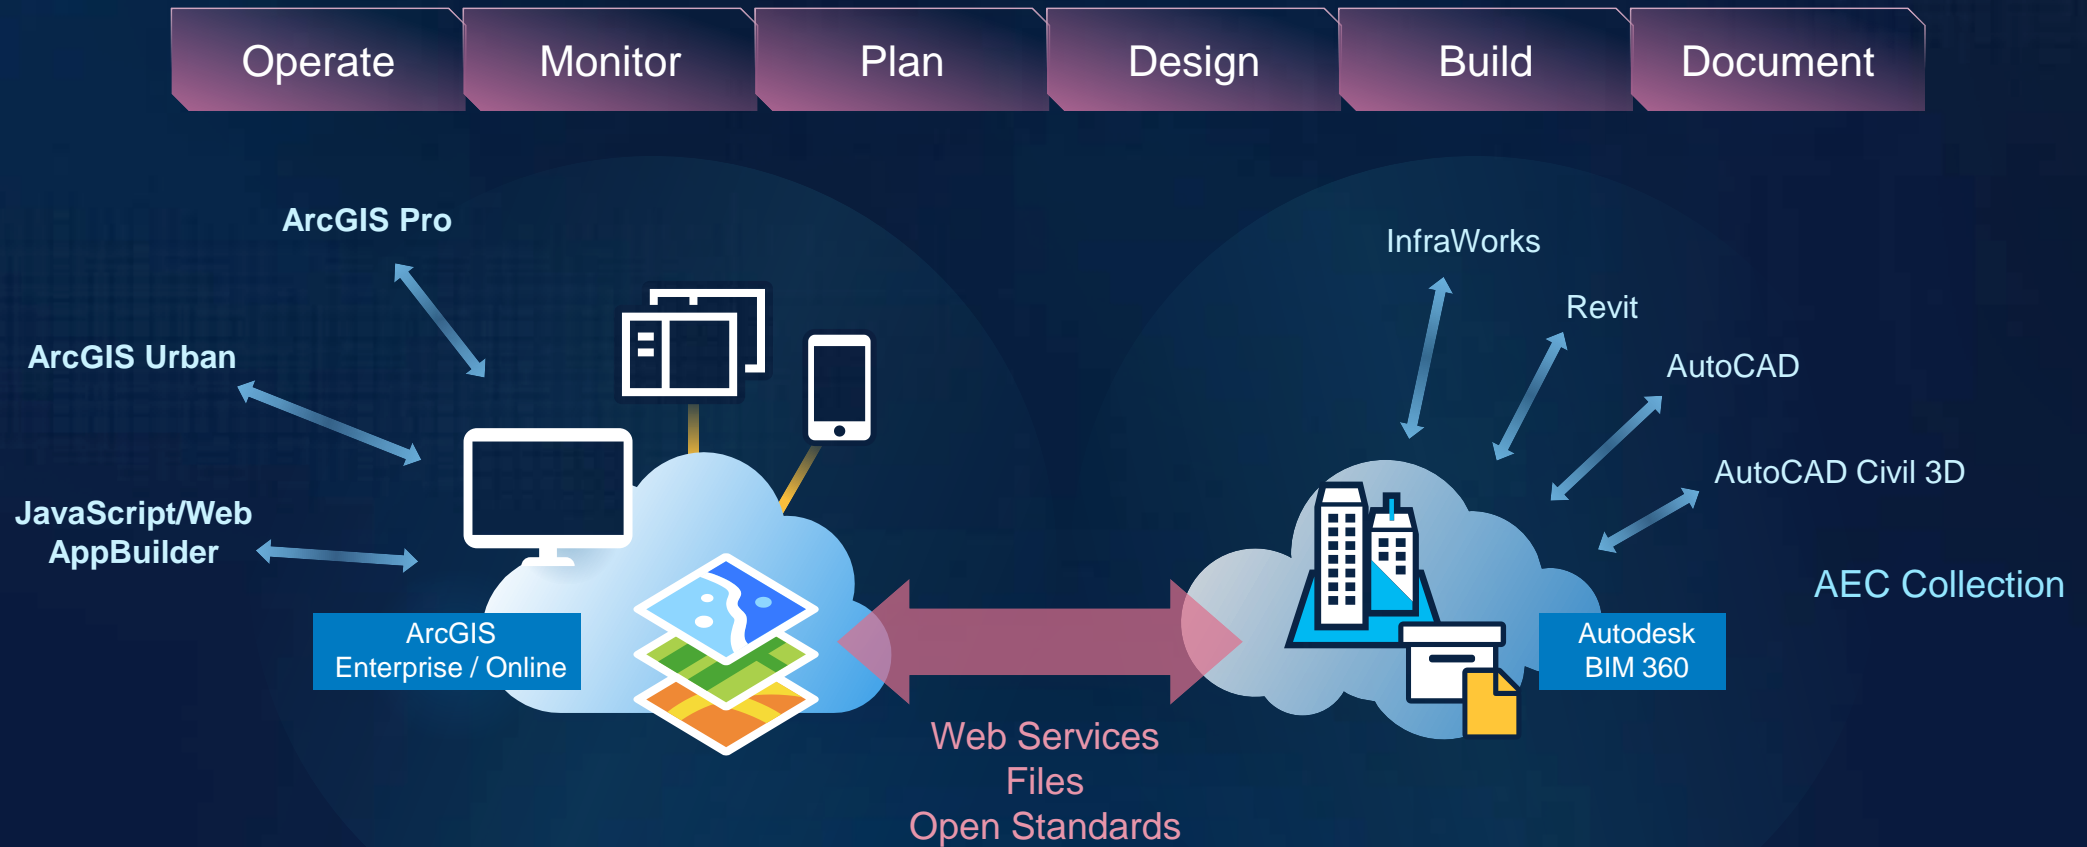 Operate
Monitor
Plan
Design
Build
Document
ArcGIS Pro
ArcGIS Urban
JavaScript/Web
AppBuilder
ArcGIS
Enterprise / Online
InfraWorks
Revit
AutoCAD
AutoCAD Civil 3D
AEC Collection
Autodesk
BIM 360
Web Services
Files
Open Standards